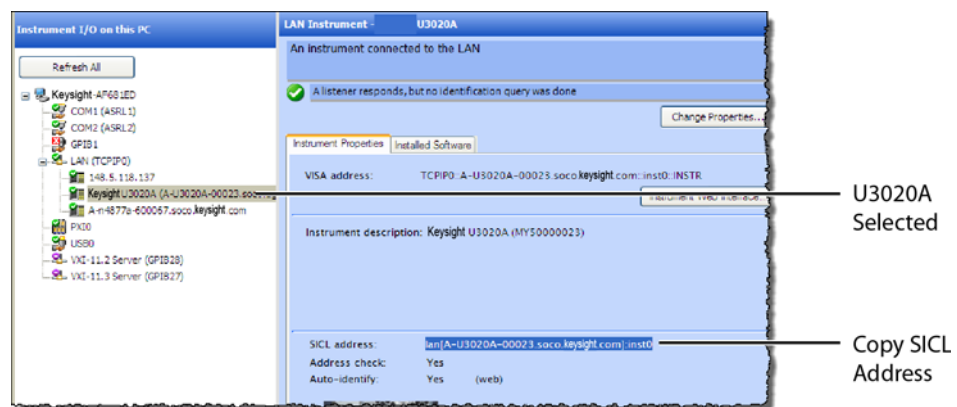 Instrument I/O on this PC
Refresh All
Keysight-AF681ED
COM1 (ASRL1)
COM2 (ASRL2)
GPIB1
LAN (TCPIP0)
148.5.118.137
Keysight U3020A (A-U3020A-00023.soc
A-n4877a-600067.soco.keysight.com
PXI0
USB0
VXI-11.2 Server (GPIB28)
VXI-11.3 Server (GPIB27)
LAN Instrument - U3020A
An instrument connected to the LAN
A listener responds, but no identification query was done
Change Properties...
Instrument Properties Installed Software
VISA address: TCPIP0::A-U3020A-00023.soco.keysight.com::inst0::INSTR
Instrument Web Interface..
Instrument description: Keysight U3020A (MY50000023)
SICL address: lan[A-U3020A-00023.soco.keysight.com]:inst0
Address check: Yes
Auto-identify: Yes (web)
U3020A
Selected
Copy SICL
Address